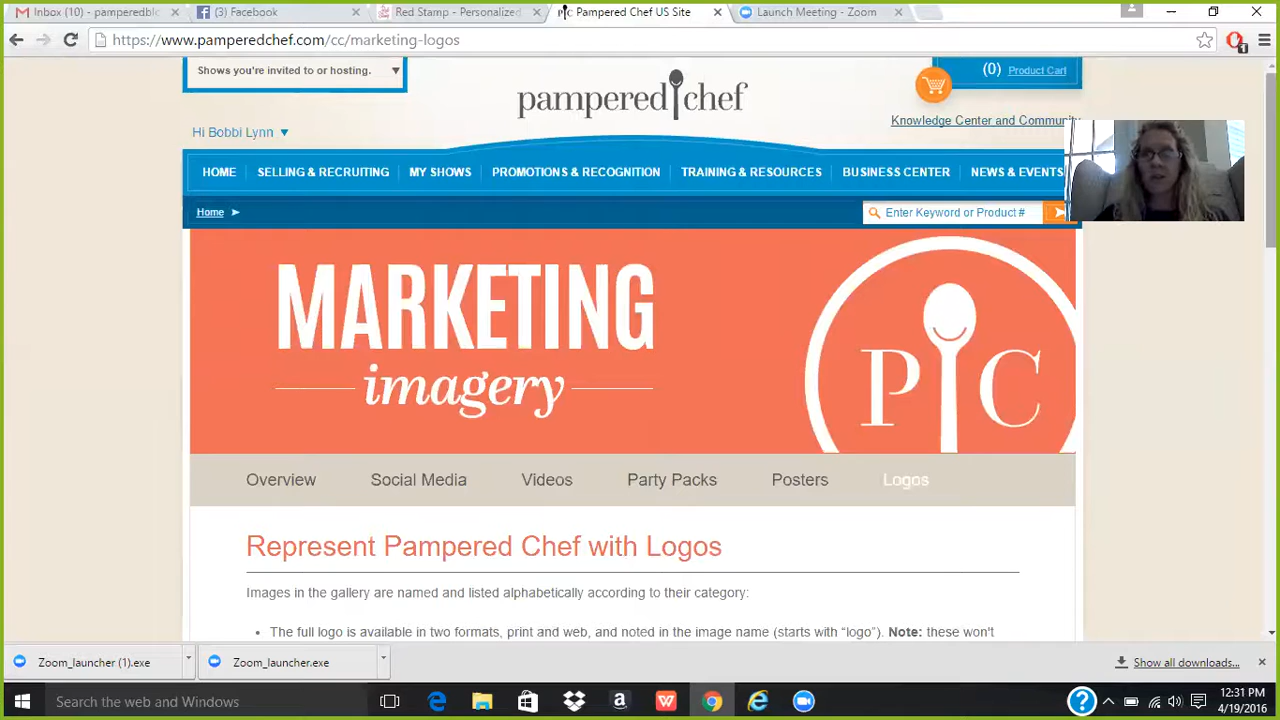 Inbox (10) - pamperedbl
(3) Facebook
Red Stamp - Personalized
Pampered Chef US Site
Launch Meeting - Zoom
https://www.pamperedchef.com/cc/marketing-logos
Shows you're invited to or hosting.
pampered chef
(0) Product Cart
Knowledge Center and Community
Hi Bobbi Lynn
HOME SELLING & RECRUITING MY SHOWS PROMOTIONS & RECOGNITION TRAINING & RESOURCES BUSINESS CENTER NEWS & EVENTS
Home
Enter Keyword or Product #
MARKETING
imagery
P C
Overview Social Media Videos Party Packs Posters Logos
Represent Pampered Chef with Logos
Images in the gallery are named and listed alphabetically according to their category:
• The full logo is available in two formats, print and web, and noted in the image name (starts with “logo”). Note: these won't
Zoom_launcher (1).exe
Zoom_launcher.exe
Show all downloads...
Search the web and Windows
12:31 PM
4/19/2016